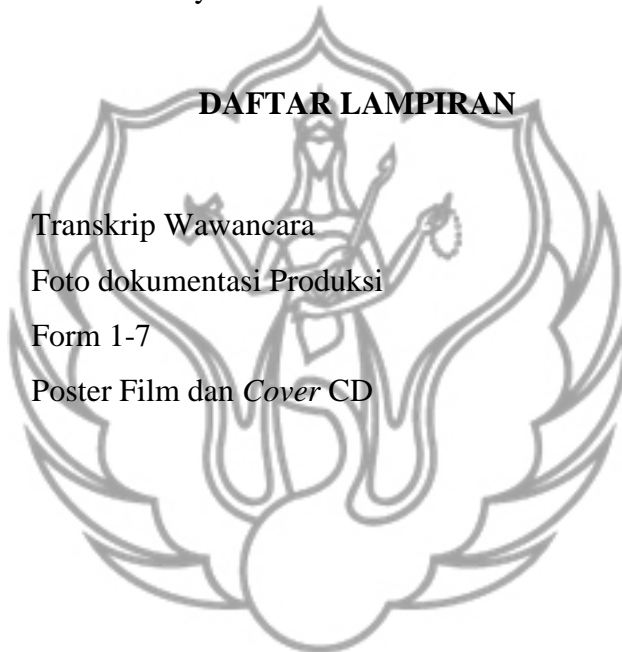 DAFTAR LAMPIRAN
Transkrip Wawancara
Foto dokumentasi Produksi
Form 1-7
Poster Film dan Cover CD